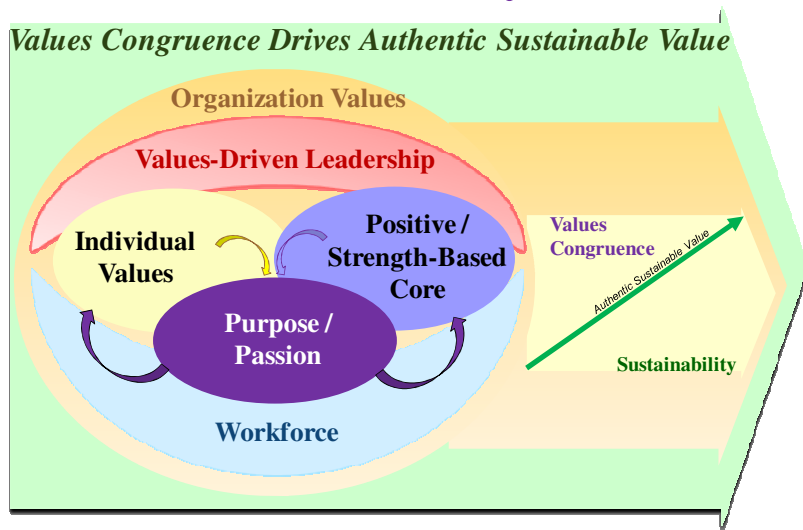 Values Congruence Drives Authentic Sustainable Value
Organization Values
Values-Driven Leadership
Individual
Values
Positive /
Strength-Based
Core
Purpose /
Passion
Workforce
Values
Congruence
Authentic Sustainable Value
Sustainability